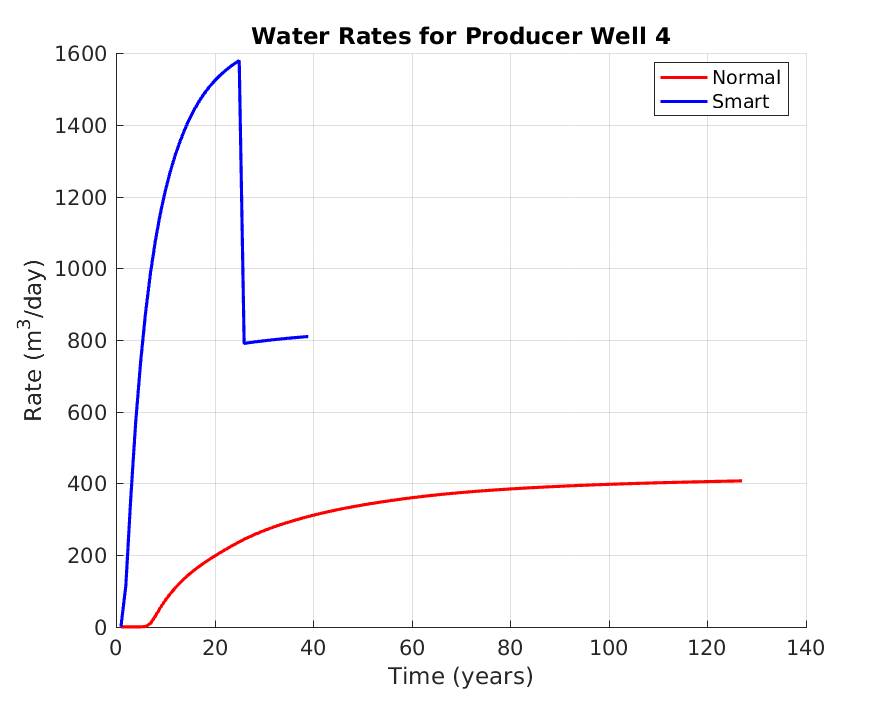 Water Rates for Producer Well 4
Normal
Smart
Rate (m³/day)
1600
1400
1200
1000
800
600
400
200
0
0 20 40 60 80 100 120 140
Time (years)